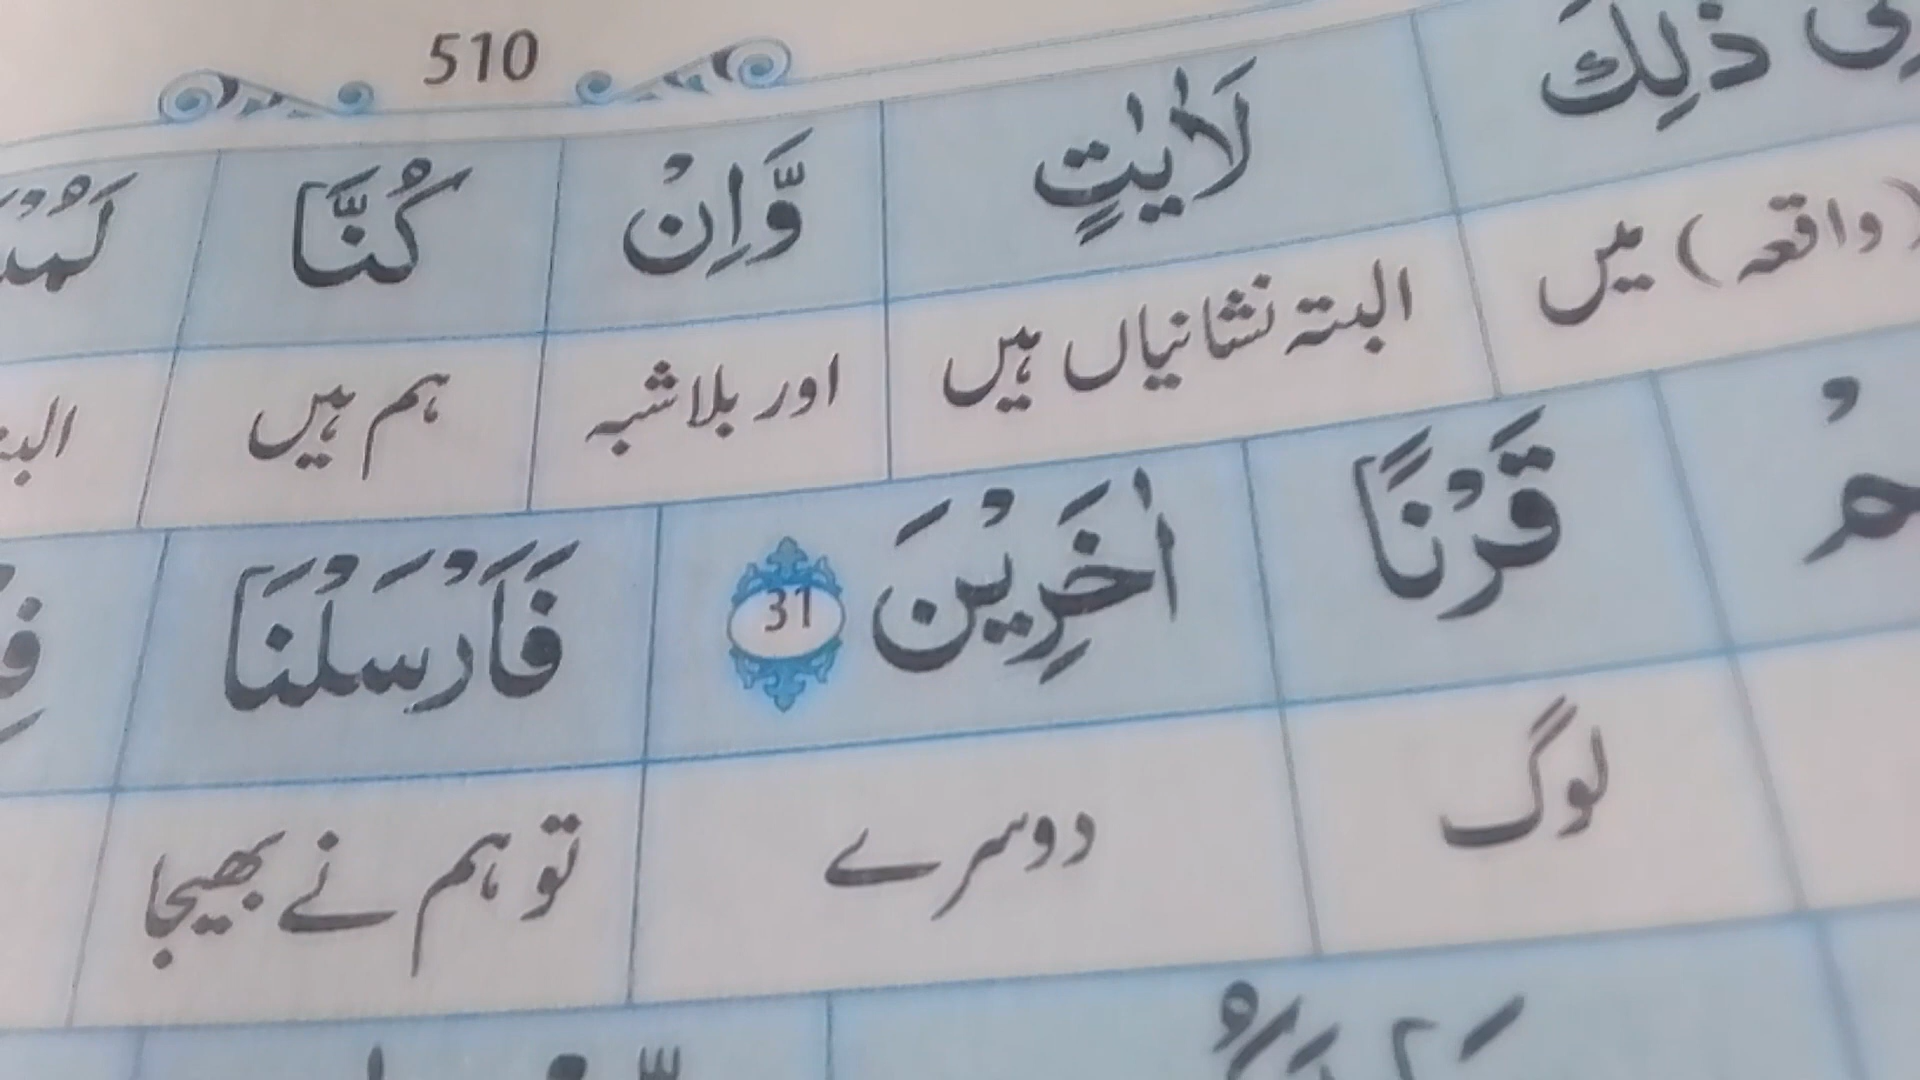 510
ذٰلِكَ لَاٰيٰتٍ وَّاِنْ كُنَّا
(واقعہ) میں البتہ نشانیاں ہیں اور بلاشبہ ہم ہیں
قَرْنًا اٰخَرِيْنَ 31 فَاَرْسَلْنَا
لوگ دوسرے تو ہم نے بھیجا